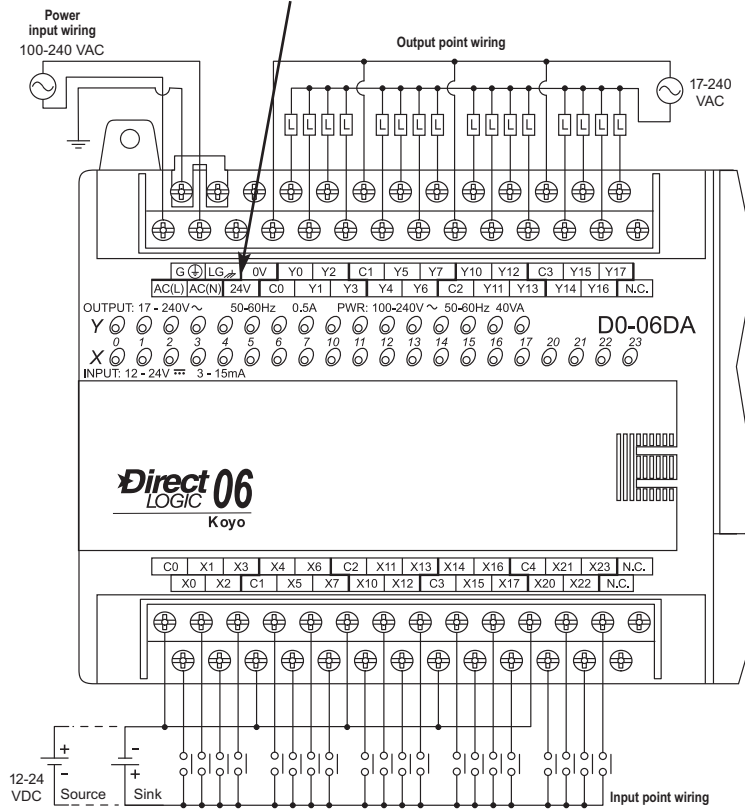 Power
input wiring
100-240 VAC
Output point wiring
17-240
VAC
L L L L L L L L L L L L L L L L
G LG 0V Y0 Y2 C1 Y5 Y7 Y10 Y12 C3 Y15 Y17
AC(L) AC(N) 24V C0 Y1 Y3 Y4 Y6 C2 Y11 Y13 Y14 Y16 N.C.
OUTPUT: 17 - 240V ~ 50-60Hz 0.5A PWR: 100-240V ~ 50-60Hz 40VA
Y
D0-06DA
0 1 2 3 4 5 6 7 10 11 12 13 14 15 16 17 20 21 22 23
X
INPUT: 12 - 24V ⎓ 3 - 15mA
Direct
LOGIC 06
Koyo
C0 X1 X3 X4 X6 C2 X11 X13 X14 X16 C4 X21 X23 N.C.
X0 X2 C1 X5 X7 X10 X12 C3 X15 X17 X20 X22 N.C.
+ -
- +
12-24
VDC
Source Sink
Input point wiring